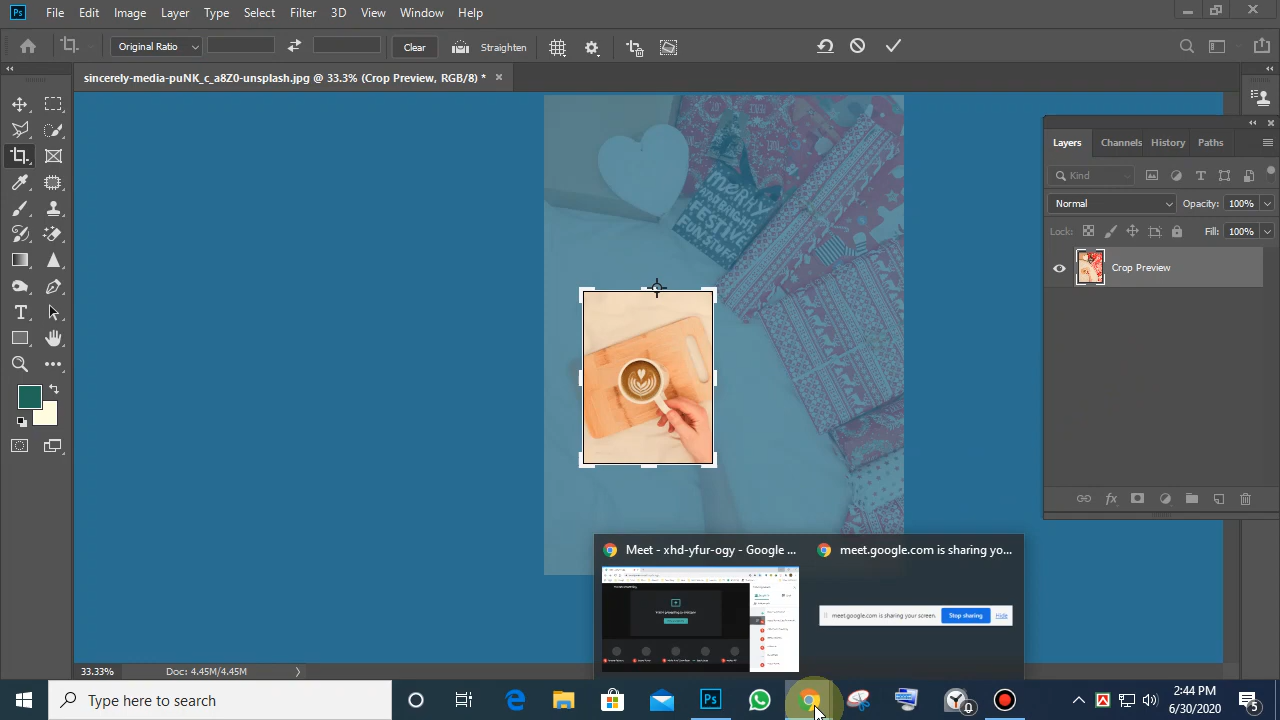 Ps File Edit Image Layer Type Select Filter 3D View Window Help
Original Ratio Clear Straighten
sincerely-media-puNK_c_a8Z0-unsplash.jpg @ 33.3% (Crop Preview, RGB/8) *
Layers Channels History Paths
Kind
Normal Opacity: 100%
Lock: Fill: 100%
Crop Preview
MERRY
FESTIVE
FUN STUFF
Meet - xhd-yfur-ogy - Google ... meet.google.com is sharing yo...
meet.google.com is sharing your screen. Stop sharing Hide
33.33% Doc: 4.45M/4.45M
Type here to sea
Ps
6/30/2020